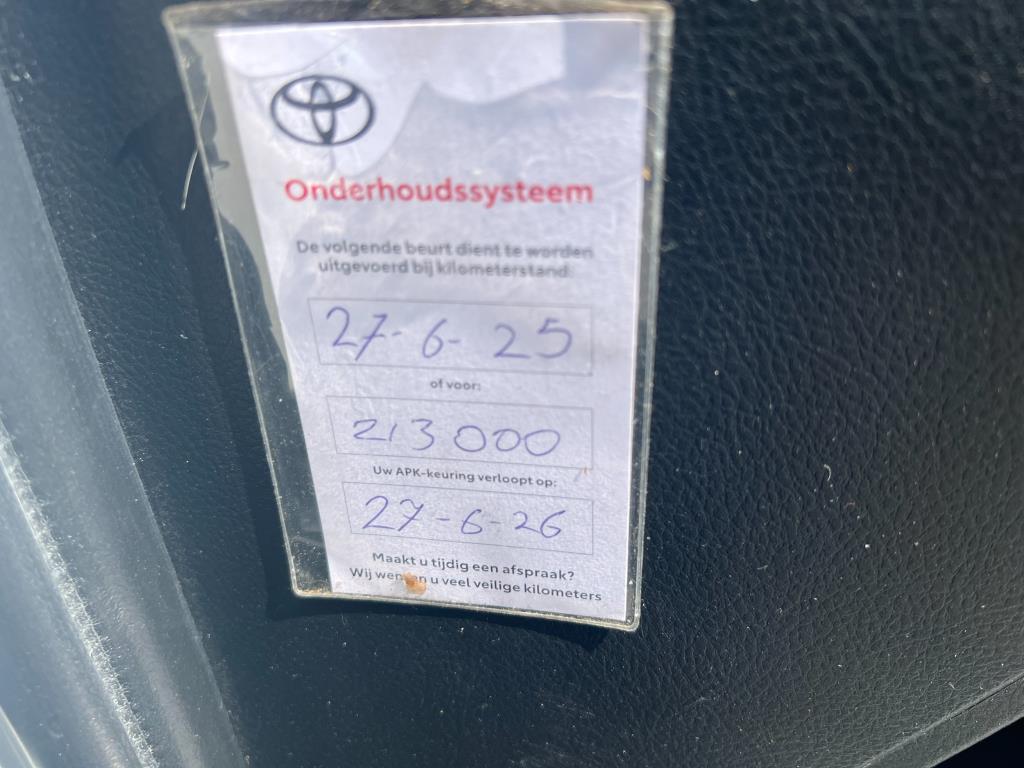 Onderhoudssysteem
De volgende beurt dient te worden
uitgevoerd bij kilometerstand:
27-6-25
of voor:
213000
Uw APK-keuring verloopt op:
27-6-26
Maakt u tijdig een afspraak?
Wij wensen u veel veilige kilometers